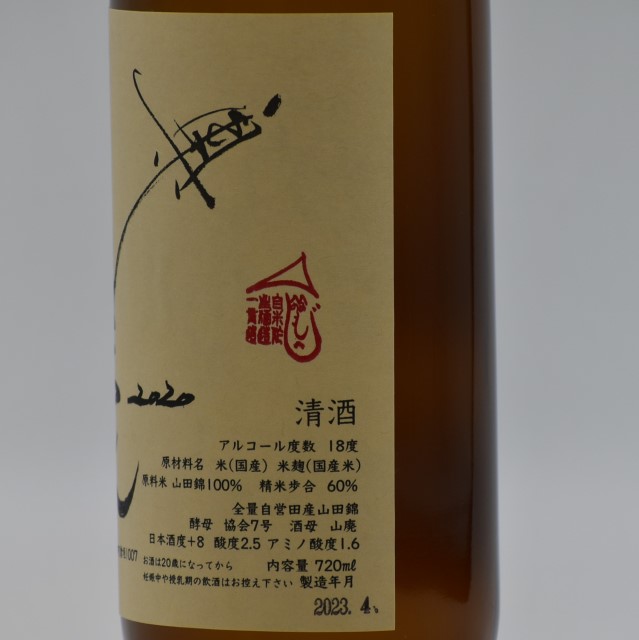 2020
清酒
アルコール度数 18度
原材料名 米(国産) 米麹(国産米)
原料米 山田錦100% 精米歩合 60%
全量自営田産山田錦
酵母 協会7号 酒母 山廃
日本酒度+8 酸度2.5 アミノ酸度1.6
1007 お酒は20歳になってから 内容量 720ml
妊娠中や授乳期の飲酒はお控え下さい 製造年月
2023. 4、